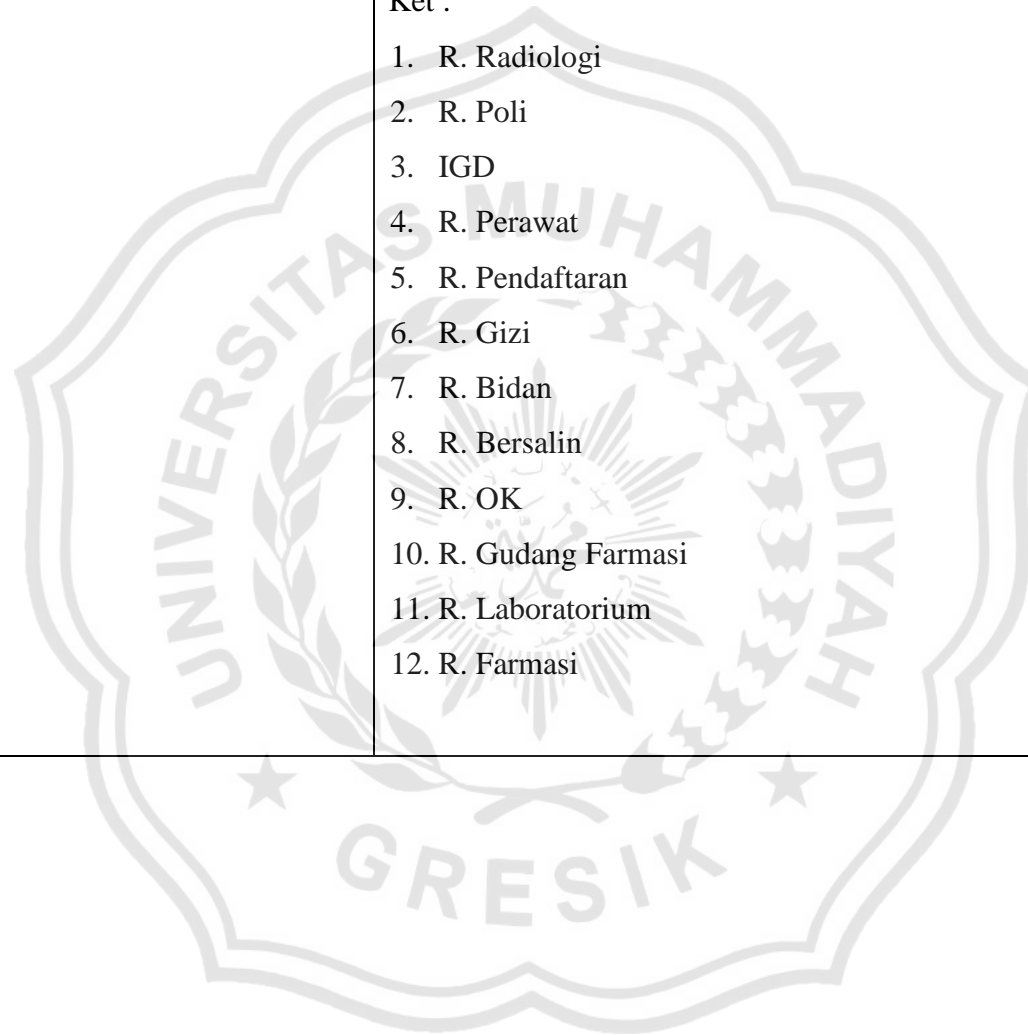 Ket :
1. R. Radiologi
2. R. Poli
3. IGD
4. R. Perawat
5. R. Pendaftaran
6. R. Gizi
7. R. Bidan
8. R. Bersalin
9. R. OK
10. R. Gudang Farmasi
11. R. Laboratorium
12. R. Farmasi
UNIVERSITAS MUHAMMADIYAH
GRESIK